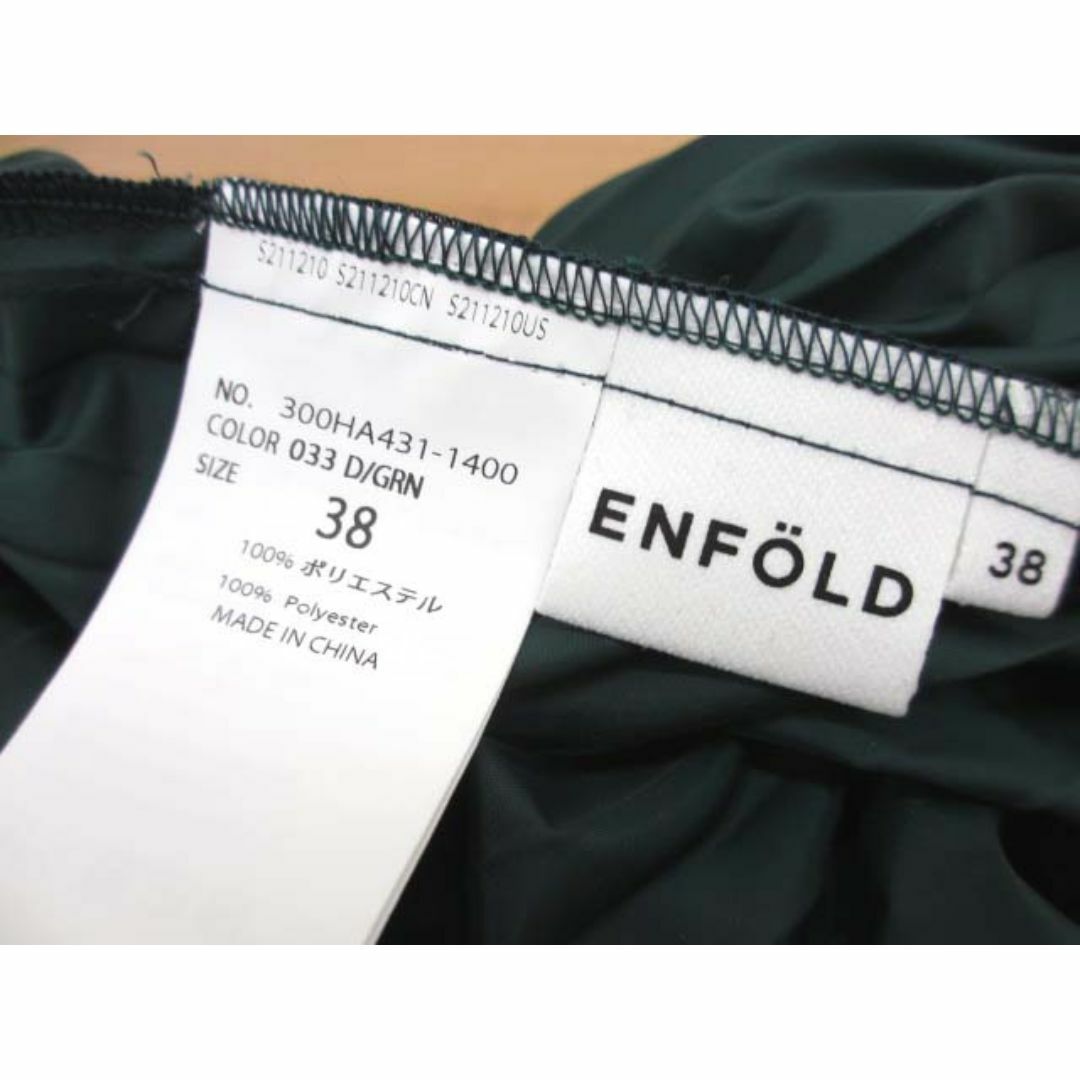 S211210 S211210CN S211210US
NO. 300HA431-1400
COLOR 033 D/GRN
SIZE
38
100% ポリエステル
100% Polyester
MADE IN CHINA
ENFÖLD
38